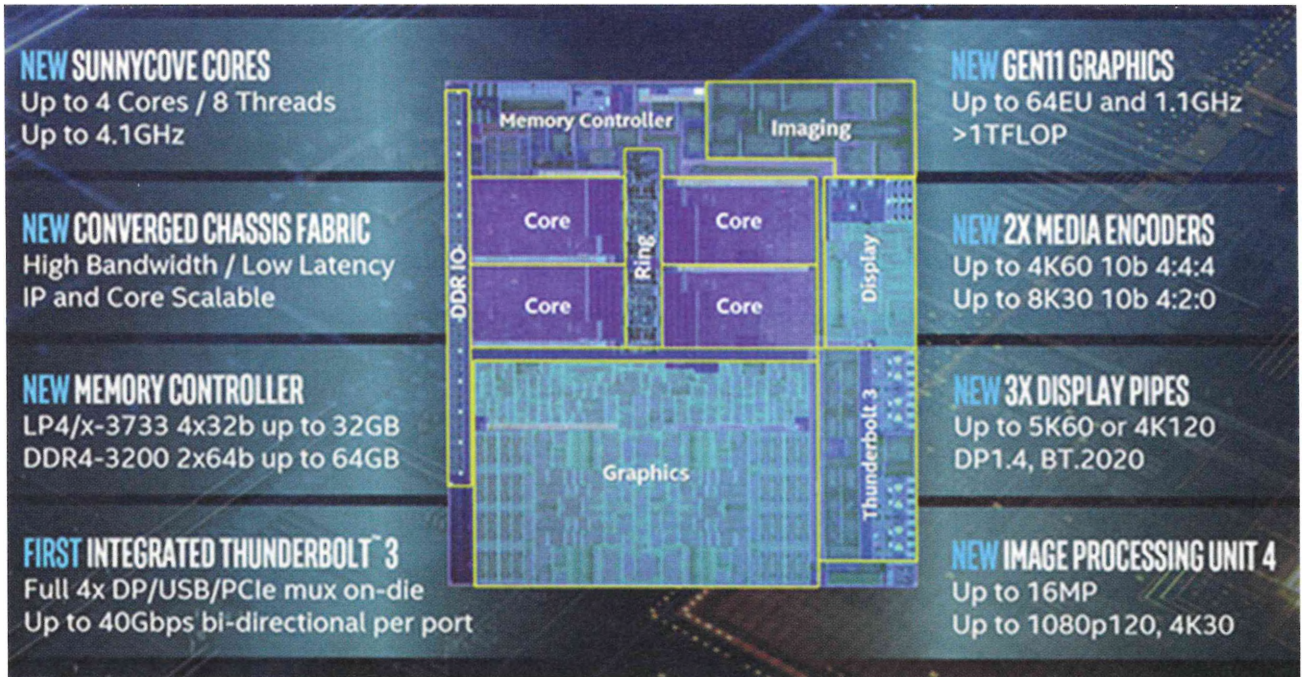 NEW SUNNYCOVE CORES
Up to 4 Cores / 8 Threads
Up to 4.1GHz
NEW CONVERGED CHASSIS FABRIC
High Bandwidth / Low Latency
IP and Core Scalable
NEW MEMORY CONTROLLER
LP4/x-3733 4x32b up to 32GB
DDR4-3200 2x64b up to 64GB
FIRST INTEGRATED THUNDERBOLT™ 3
Full 4x DP/USB/PCIe mux on-die
Up to 40Gbps bi-directional per port
Memory Controller
Imaging
DDR IO
Core
Core
Ring
Core
Core
Display
Graphics
Thunderbolt 3
NEW GEN11 GRAPHICS
Up to 64EU and 1.1GHz
>1TFLOP
NEW 2X MEDIA ENCODERS
Up to 4K60 10b 4:4:4
Up to 8K30 10b 4:2:0
NEW 3X DISPLAY PIPES
Up to 5K60 or 4K120
DP1.4, BT.2020
NEW IMAGE PROCESSING UNIT 4
Up to 16MP
Up to 1080p120, 4K30